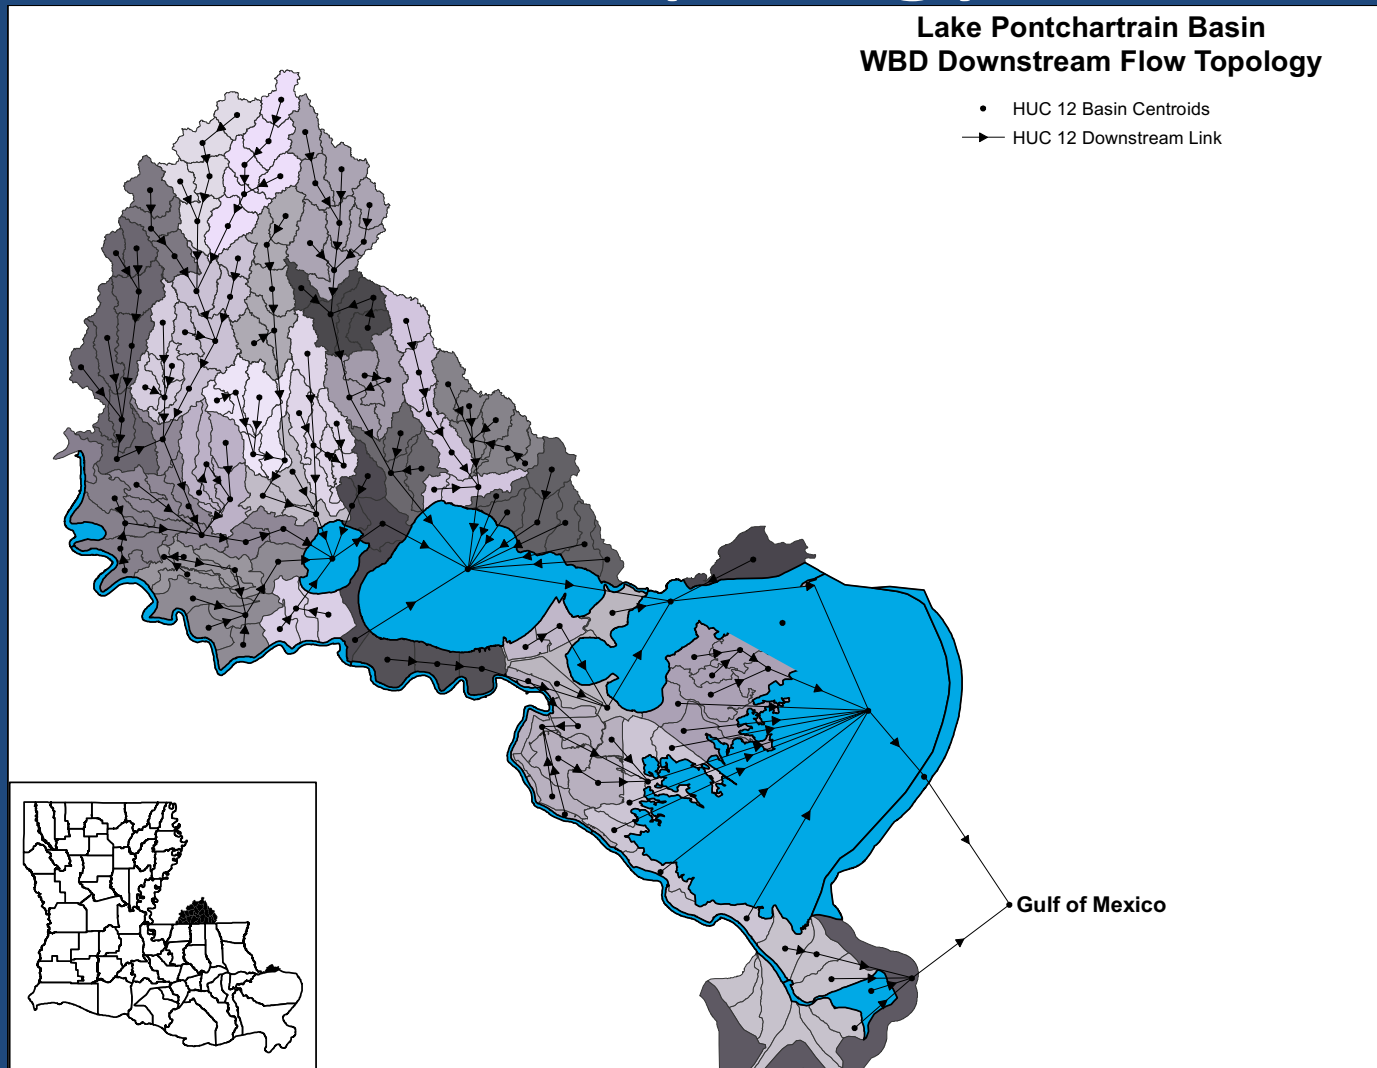 Lake Pontchartrain Basin
WBD Downstream Flow Topology
HUC 12 Basin Centroids
HUC 12 Downstream Link
Gulf of Mexico